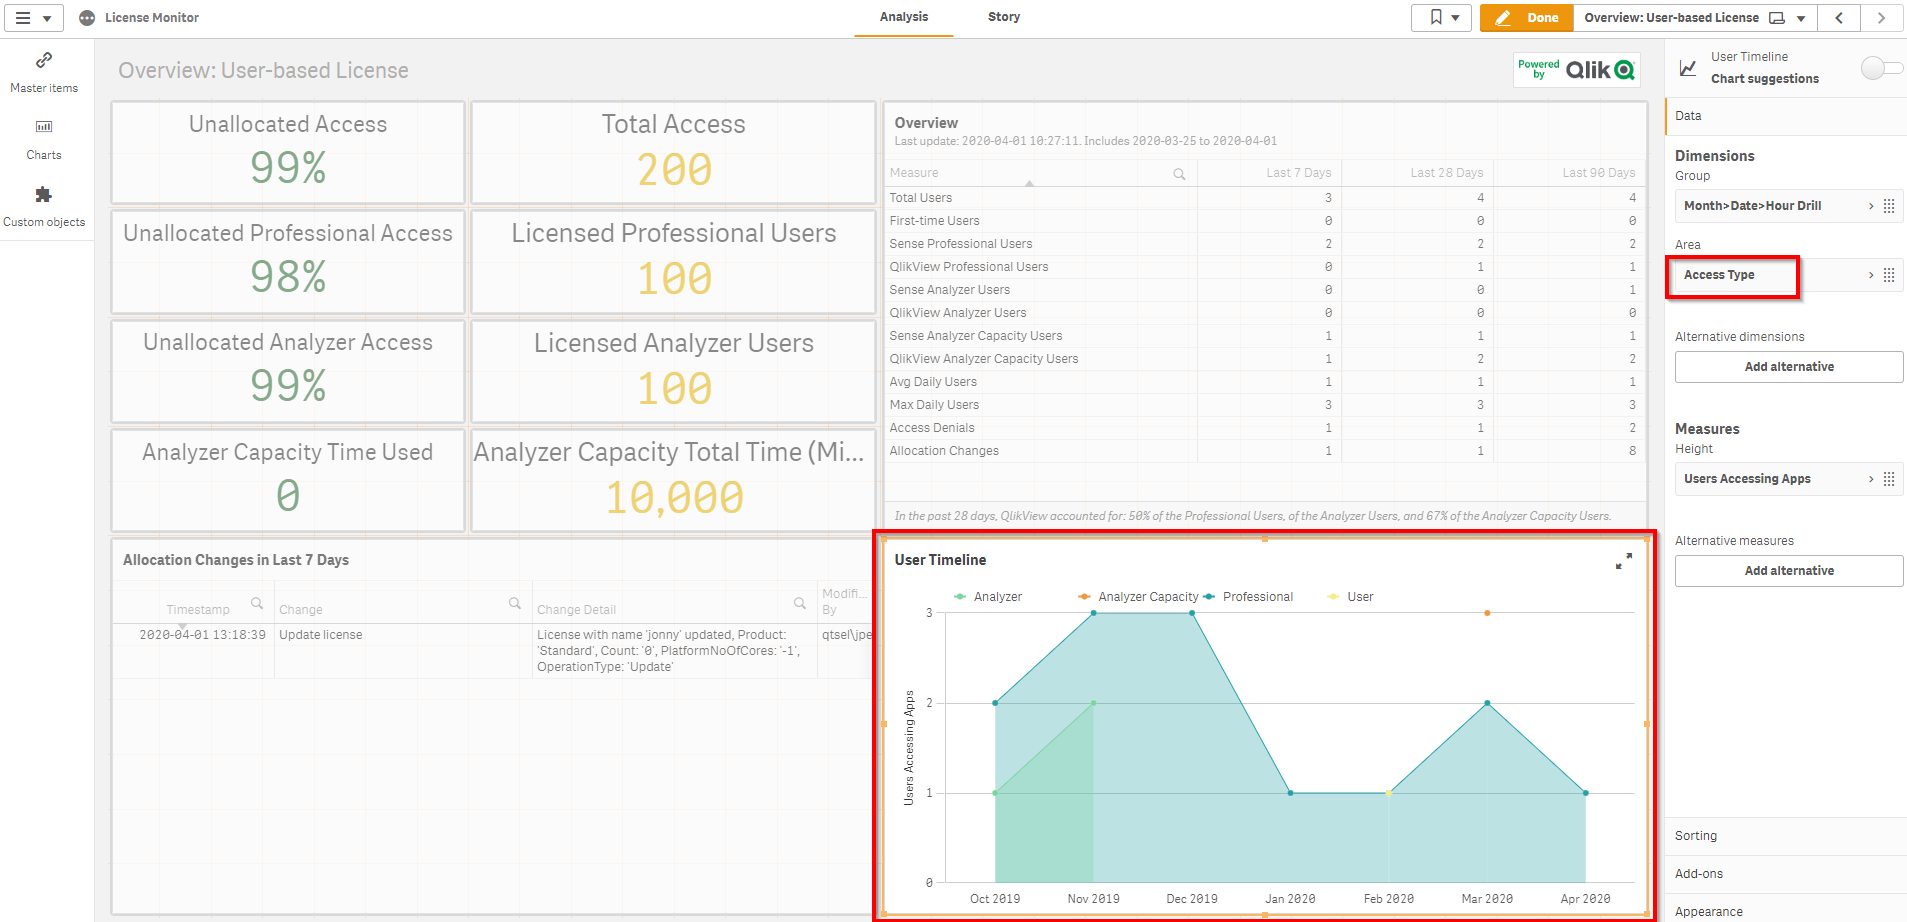 License Monitor
Analysis
Story
Done
Overview: User-based License
Master items
Charts
Custom objects
Overview: User-based License
Powered by Qlik
Unallocated Access
99%
Total Access
200
Unallocated Professional Access
98%
Licensed Professional Users
100
Unallocated Analyzer Access
99%
Licensed Analyzer Users
100
Analyzer Capacity Time Used
0
Analyzer Capacity Total Time (Mi...
10,000
Overview
Last update: 2020-04-01 10:27:11. Includes 2020-03-25 to 2020-04-01
Measure Last 7 Days Last 28 Days Last 90 Days
Total Users 3 4 4
First-time Users 0 0 0
Sense Professional Users 2 2 2
QlikView Professional Users 0 1 1
Sense Analyzer Users 0 0 1
QlikView Analyzer Users 0 0 0
Sense Analyzer Capacity Users 1 1 1
QlikView Analyzer Capacity Users 1 2 2
Avg Daily Users 1 1 1
Max Daily Users 3 3 3
Access Denials 1 1 2
Allocation Changes 1 1 8
In the past 28 days, QlikView accounted for: 50% of the Professional Users, of the Analyzer Users, and 67% of the Analyzer Capacity Users.
Allocation Changes in Last 7 Days
Timestamp Change Change Detail Modifi... By
2020-04-01 13:18:39 Update license License with name 'jonny' updated, Product: qtsel\jpe
'Standard', Count: '0', PlatformNoOfCores: '-1',
OperationType: 'Update'
User Timeline
Analyzer Analyzer Capacity Professional User
Users Accessing Apps
3
2
1
0
Oct 2019 Nov 2019 Dec 2019 Jan 2020 Feb 2020 Mar 2020 Apr 2020
User Timeline
Chart suggestions
Data
Dimensions
Group
Month>Date>Hour Drill
Area
Access Type
Alternative dimensions
Add alternative
Measures
Height
Users Accessing Apps
Alternative measures
Add alternative
Sorting
Add-ons
Appearance